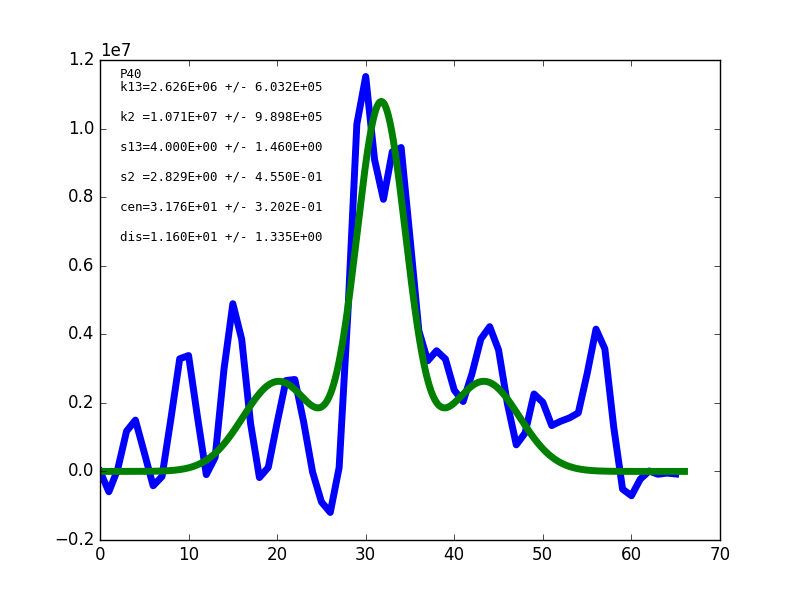 1e7
1.2
1.0
0.8
0.6
0.4
0.2
0.0
−0.2
P40
k13=2.626E+06 +/- 6.032E+05
k2 =1.071E+07 +/- 9.898E+05
s13=4.000E+00 +/- 1.460E+00
s2 =2.829E+00 +/- 4.550E-01
cen=3.176E+01 +/- 3.202E-01
dis=1.160E+01 +/- 1.335E+00
0 10 20 30 40 50 60 70